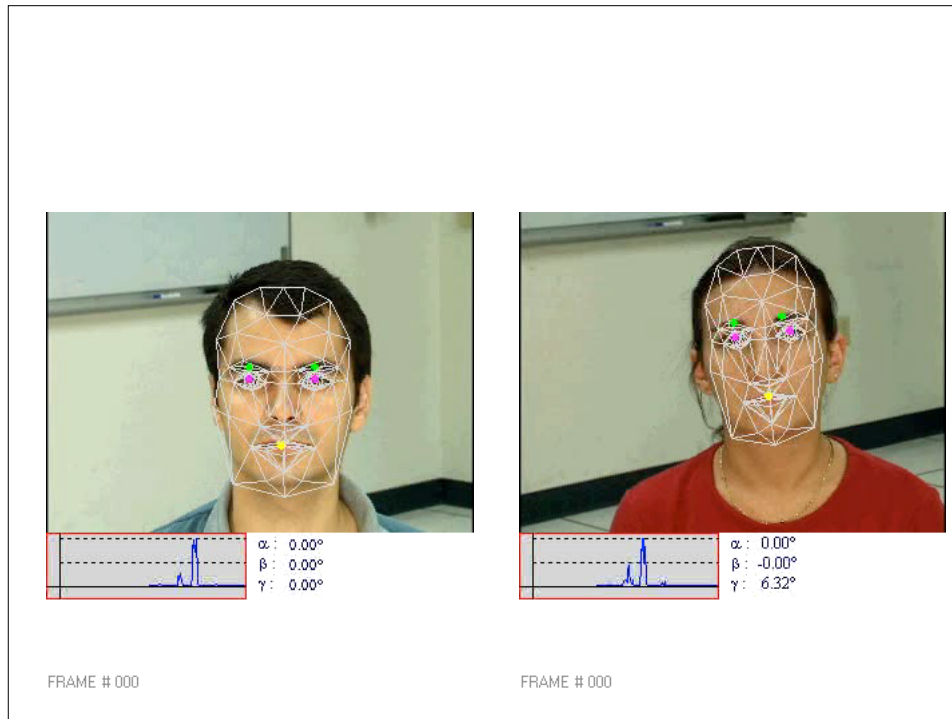 α : 0.00°
β : 0.00°
γ : 0.00°
α : 0.00°
β : -0.00°
γ : 6.32°
FRAME # 000
FRAME # 000